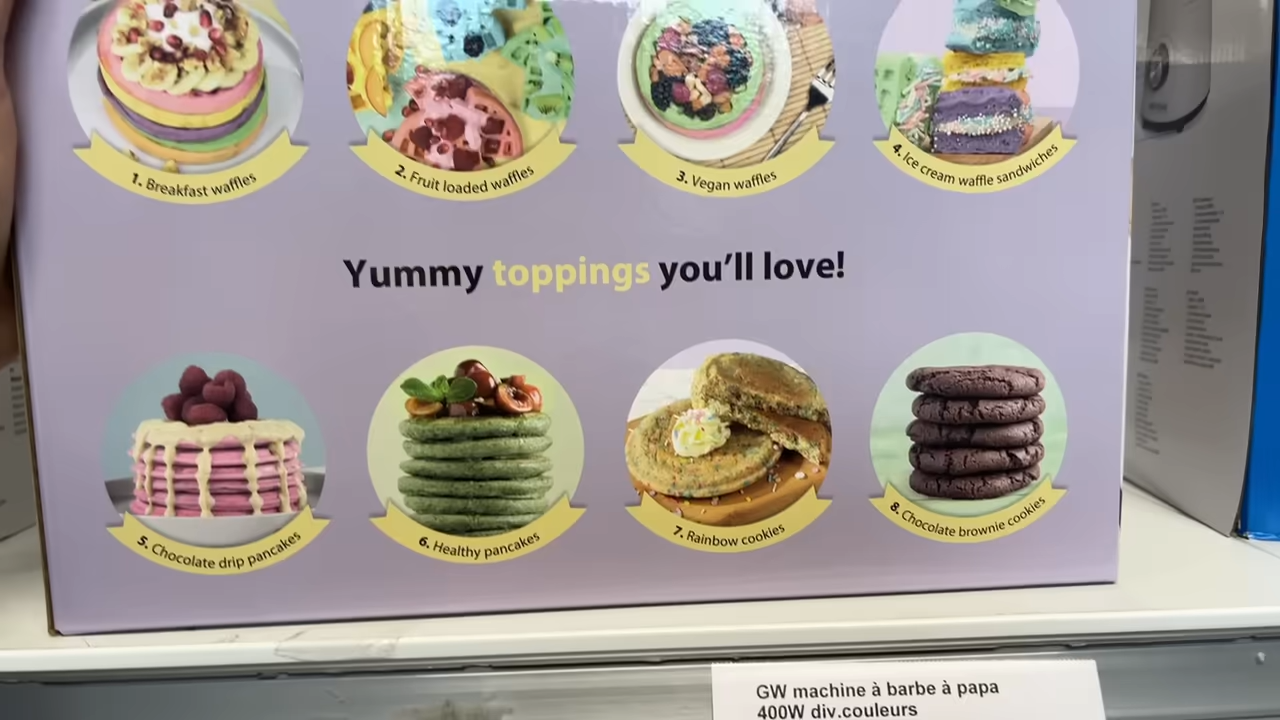 1. Breakfast waffles
2. Fruit loaded waffles
3. Vegan waffles
4. Ice cream waffle sandwiches
Yummy toppings you'll love!
5. Chocolate drip pancakes
6. Healthy pancakes
7. Rainbow cookies
8. Chocolate brownie cookies
GW machine à barbe à papa
400W div.couleurs